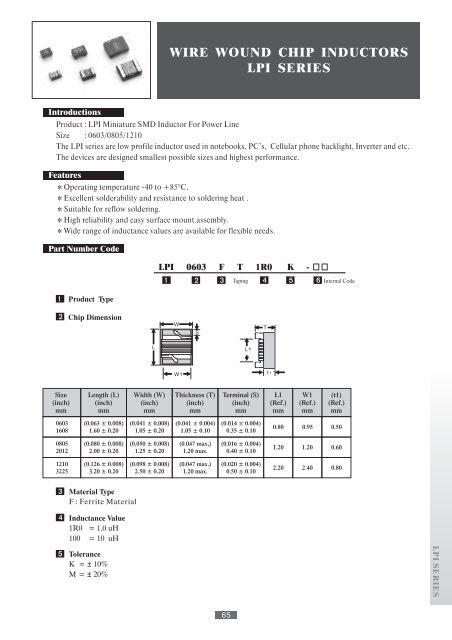 WIRE WOUND CHIP INDUCTORS
LPI SERIES
Introductions
Product : LPI Miniature SMD Inductor For Power Line
Size : 0603/0805/1210
The LPI series are low profile inductor used in notebooks, PC's, Cellular phone backlight, Inverter and etc.
The devices are designed smallest possible sizes and highest performance.
Features
* Operating temperature -40 to +85°C.
* Excellent solderability and resistance to soldering heat .
* Suitable for reflow soldering.
* High reliability and easy surface mount assembly.
* Wide range of inductance values are available for flexible needs.
Part Number Code
LPI 0603 F T 1R0 K - □ □
1 2 3 Taping 4 5 6 Internal Code
1 Product Type
2 Chip Dimension
W S T
L L1
W1 t1
Size Length (L) Width (W) Thickness (T) Terminal (S) L1 W1 (t1)
(inch) (inch) (inch) (inch) (inch) (Ref.) (Ref.) (Ref.)
mm mm mm mm mm mm mm mm
0603 (0.063 ± 0.008) (0.041 ± 0.008) (0.041 ± 0.004) (0.014 ± 0.004) 0.80 0.95 0.50
1608 1.60 ± 0.20 1.05 ± 0.20 1.05 ± 0.10 0.35 ± 0.10
0805 (0.080 ± 0.008) (0.050 ± 0.008) (0.047 max.) (0.016 ± 0.004) 1.20 1.20 0.60
2012 2.00 ± 0.20 1.25 ± 0.20 1.20 max. 0.40 ± 0.10
1210 (0.126 ± 0.008) (0.098 ± 0.008) (0.047 max.) (0.020 ± 0.004) 2.20 2.40 0.80
3225 3.20 ± 0.20 2.50 ± 0.20 1.20 max. 0.50 ± 0.10
3 Material Type
F : Ferrite Material
4 Inductance Value
1R0 = 1.0 uH
100 = 10 uH
5 Tolerance
K = ± 10%
M = ± 20%
LPI SERIES
65